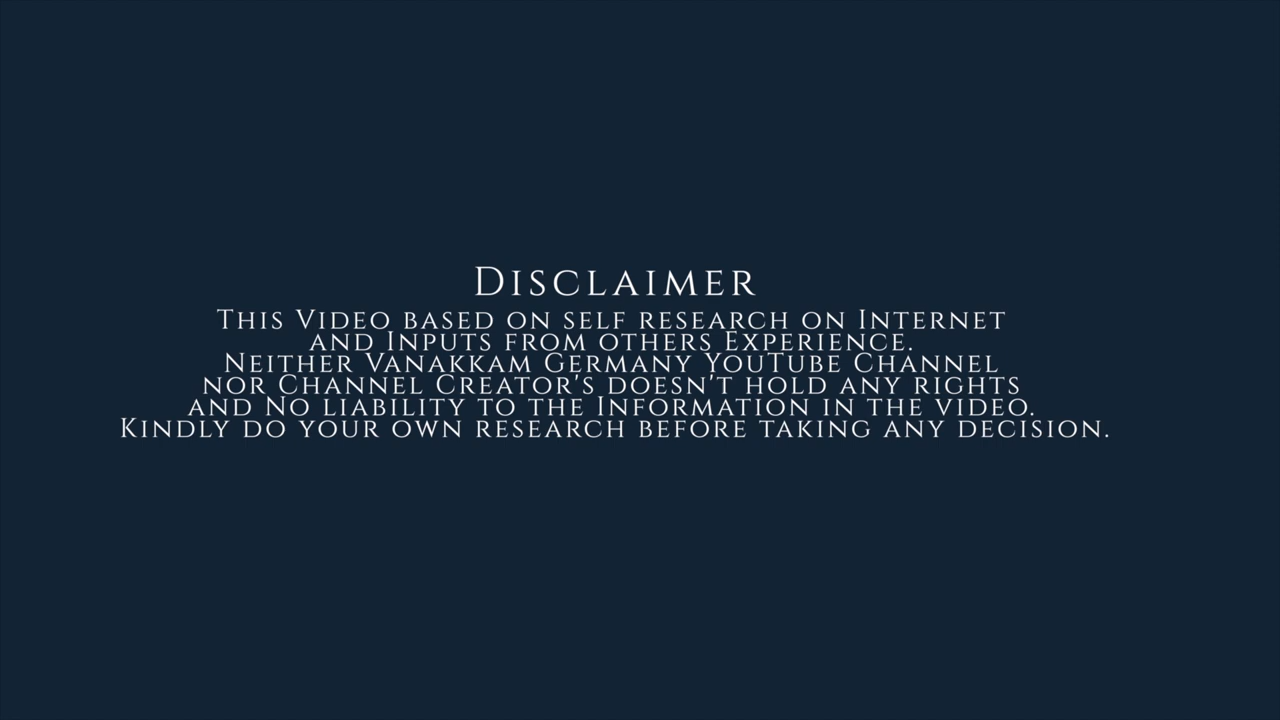 Disclaimer
This Video based on self research on Internet
and Inputs from others Experience.
Neither Vanakkam Germany YouTube Channel
nor Channel Creator's doesn't hold any rights
and No liability to the Information in the video.
Kindly do your own research before taking any decision.